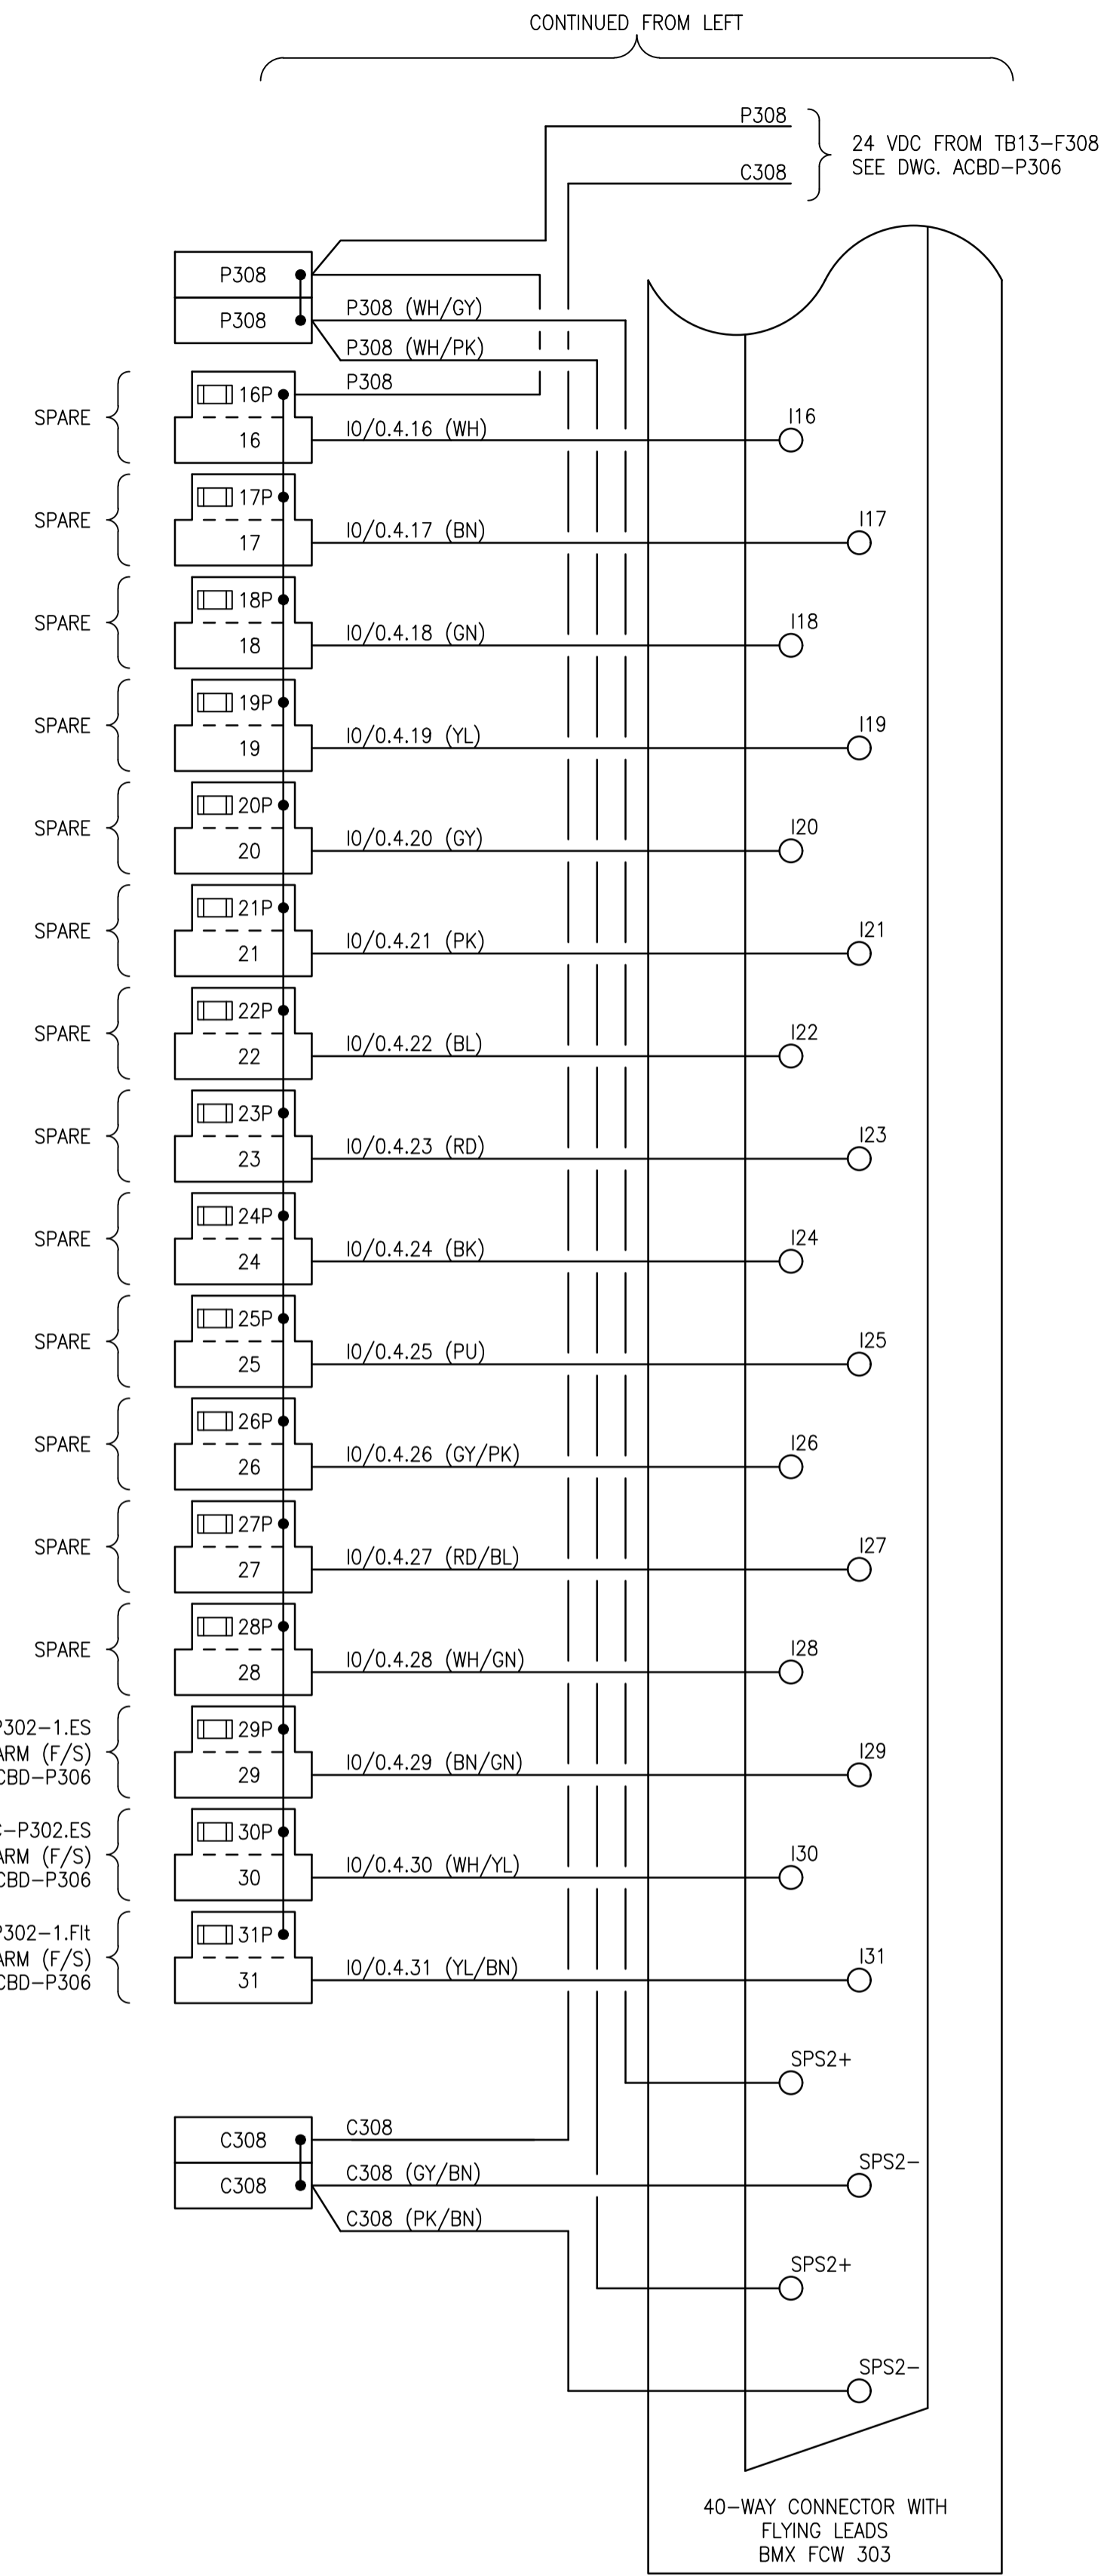 CONTINUED FROM LEFT
P308
24 VDC FROM TB13-F308
C308
SEE DWG. ACBD-P306
P308
P308
P308 (WH/GY)
P308 (WH/PK)
P308
SPARE
16P
16
I0/0.4.16 (WH)
I16
SPARE
17P
17
I0/0.4.17 (BN)
I17
SPARE
18P
18
I0/0.4.18 (GN)
I18
SPARE
19P
19
I0/0.4.19 (YL)
I19
SPARE
20P
20
I0/0.4.20 (GY)
I20
SPARE
21P
21
I0/0.4.21 (PK)
I21
SPARE
22P
22
I0/0.4.22 (BL)
I22
SPARE
23P
23
I0/0.4.23 (RD)
I23
SPARE
24P
24
I0/0.4.24 (BK)
I24
SPARE
25P
25
I0/0.4.25 (PU)
I25
SPARE
26P
26
I0/0.4.26 (GY/PK)
I26
SPARE
27P
27
I0/0.4.27 (RD/BL)
I27
SPARE
28P
28
I0/0.4.28 (WH/GN)
I28
P302-1.ES
ARM (F/S)
CBD-P306
29P
29
I0/0.4.29 (BN/GN)
I29
C-P302.ES
ARM (F/S)
CBD-P306
30P
30
I0/0.4.30 (WH/YL)
I30
P302-1.Flt
ARM (F/S)
CBD-P306
31P
31
I0/0.4.31 (YL/BN)
I31
SPS2+
C308
C308
C308
C308 (GY/BN)
SPS2-
C308 (PK/BN)
SPS2+
SPS2-
40-WAY CONNECTOR WITH
FLYING LEADS
BMX FCW 303